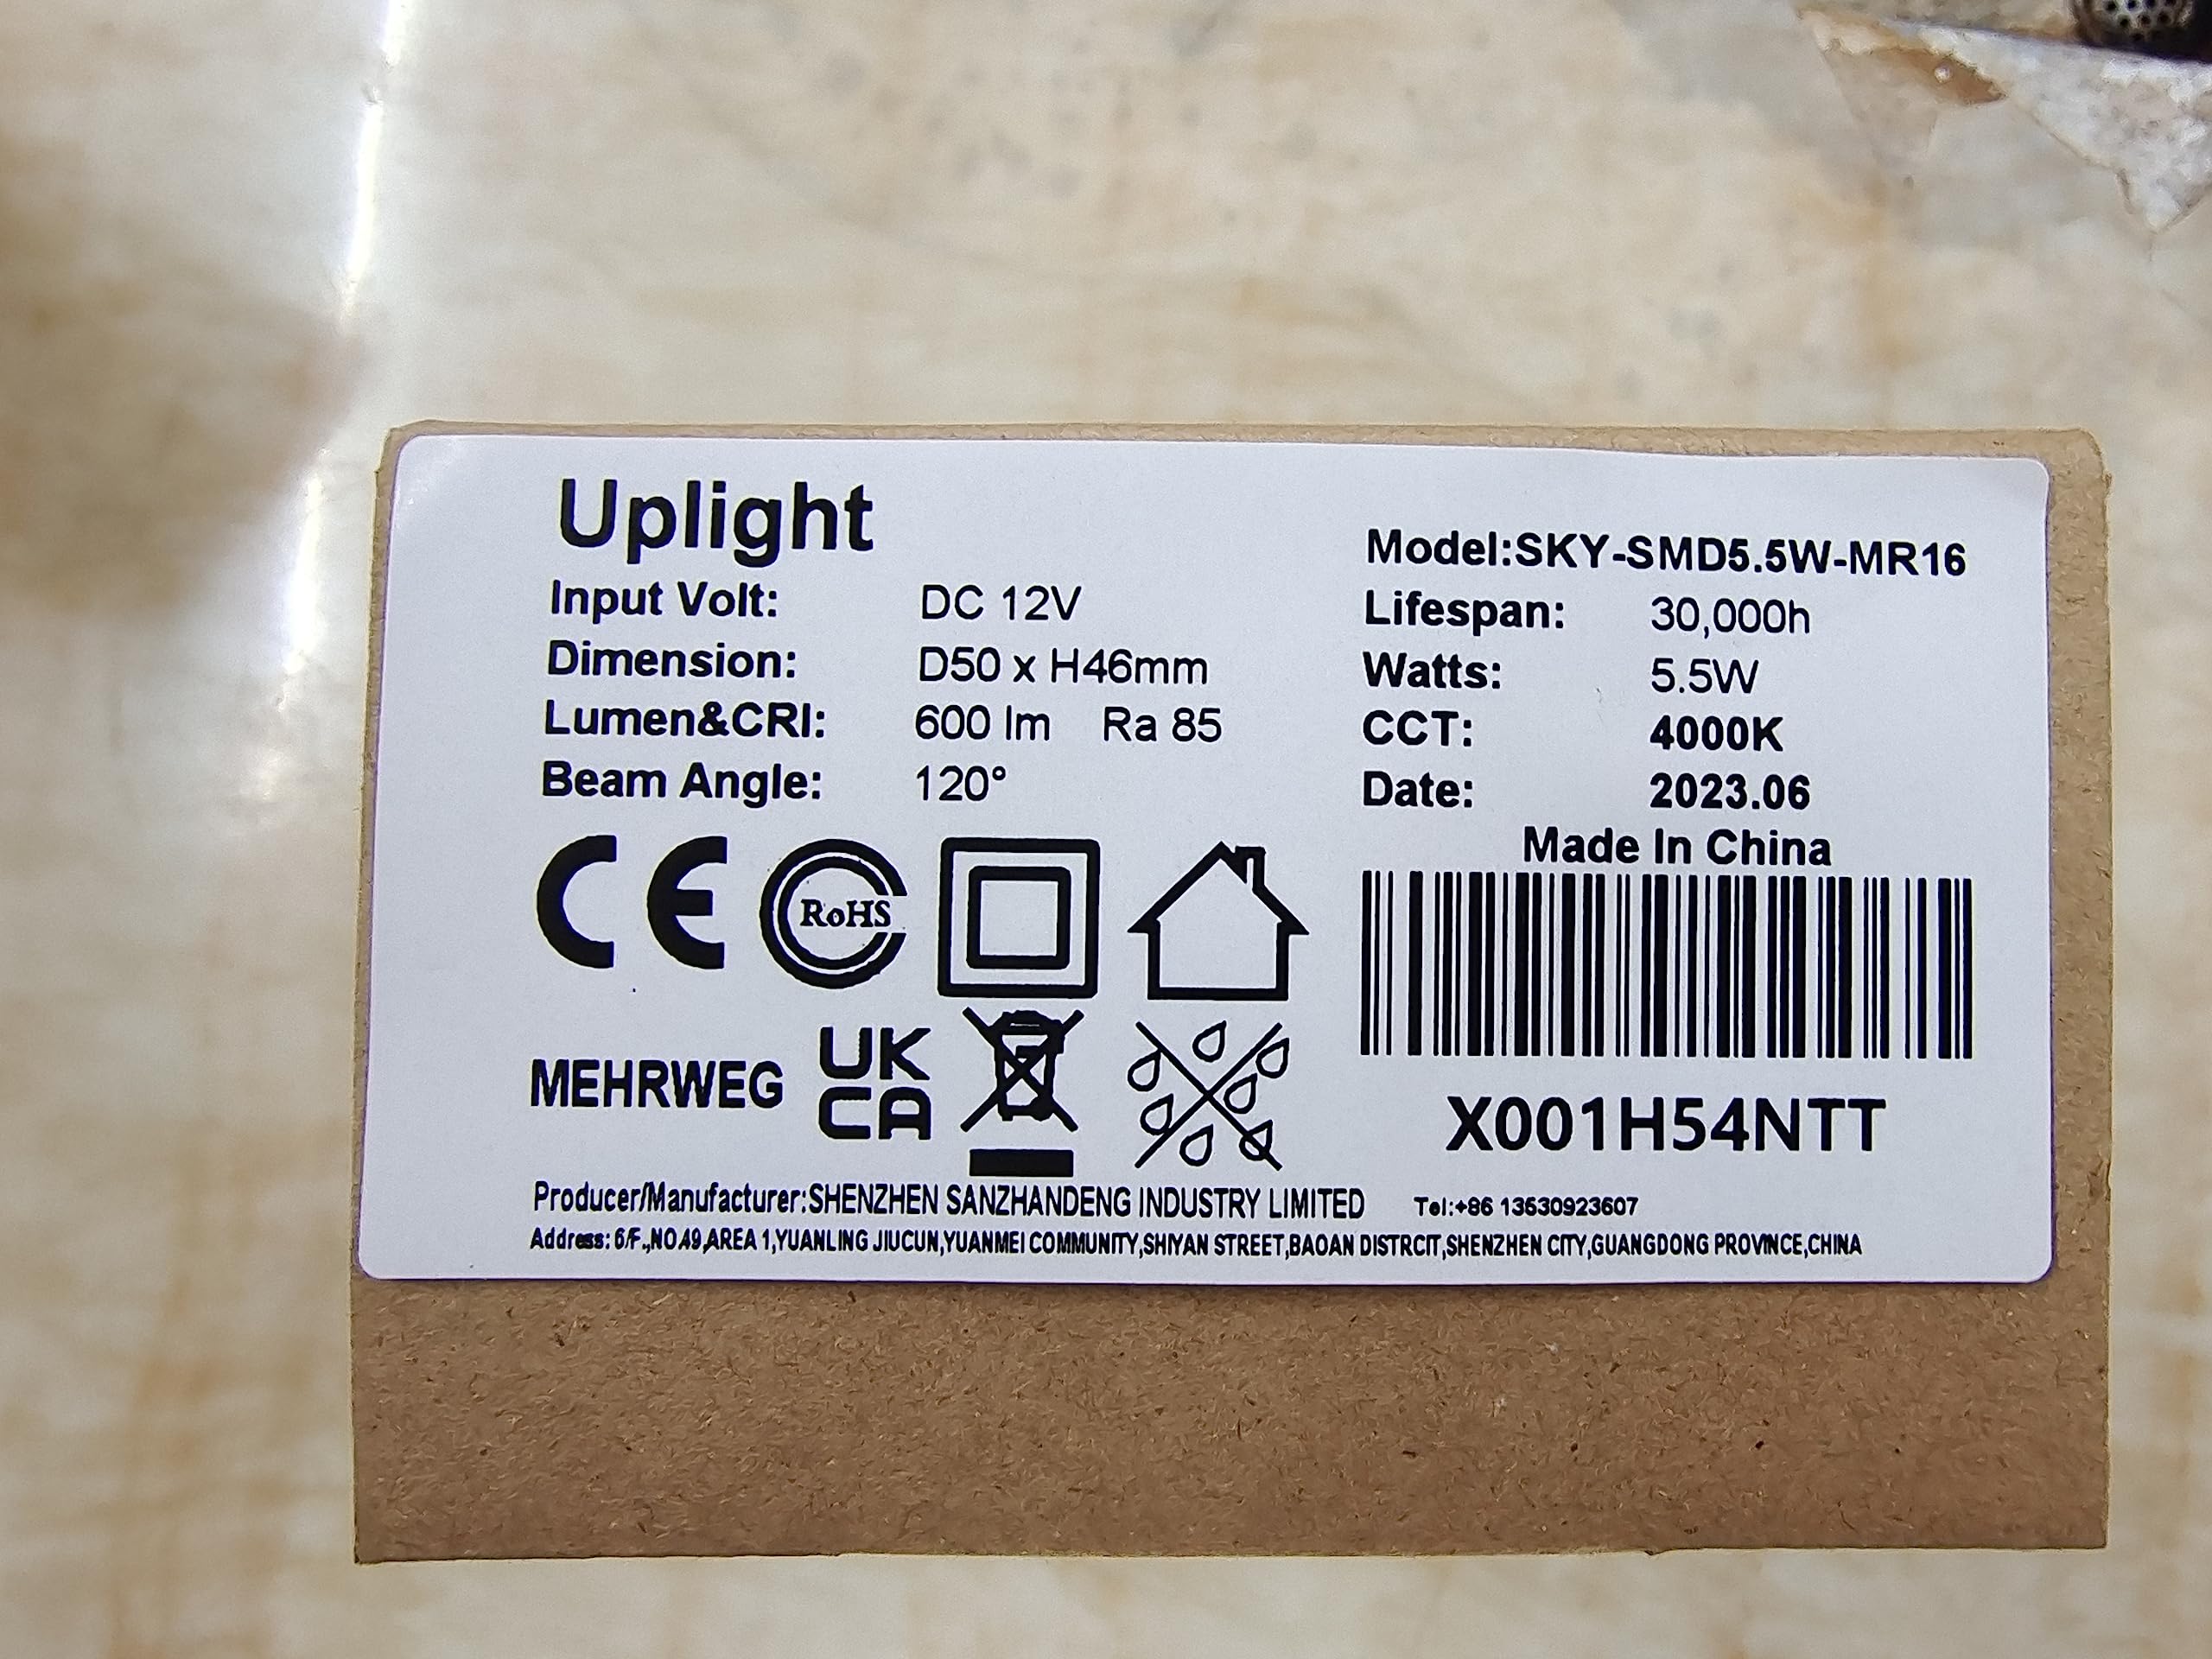 Uplight
Model:SKY-SMD5.5W-MR16
Input Volt: DC 12V
Lifespan: 30,000h
Dimension: D50 x H46mm
Watts: 5.5W
Lumen&CRI: 600 lm Ra 85
CCT: 4000K
Beam Angle: 120°
Date: 2023.06
Made In China
CE RoHS
MEHRWEG UK CA
X001H54NTT
Producer/Manufacturer:SHENZHEN SANZHANDENG INDUSTRY LIMITED Tel:+86 13530923607
Address: 6/F.,NO.49,AREA 1,YUANLING JIUCUN,YUANMEI COMMUNITY,SHIYAN STREET,BAOAN DISTRCIT,SHENZHEN CITY,GUANGDONG PROVINCE,CHINA